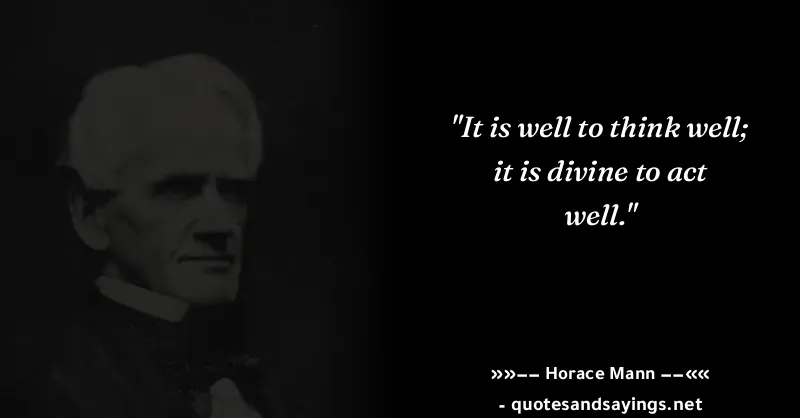 "It is well to think well;
it is divine to act
well."
»»−− Horace Mann −−««
- quotesandsayings.net